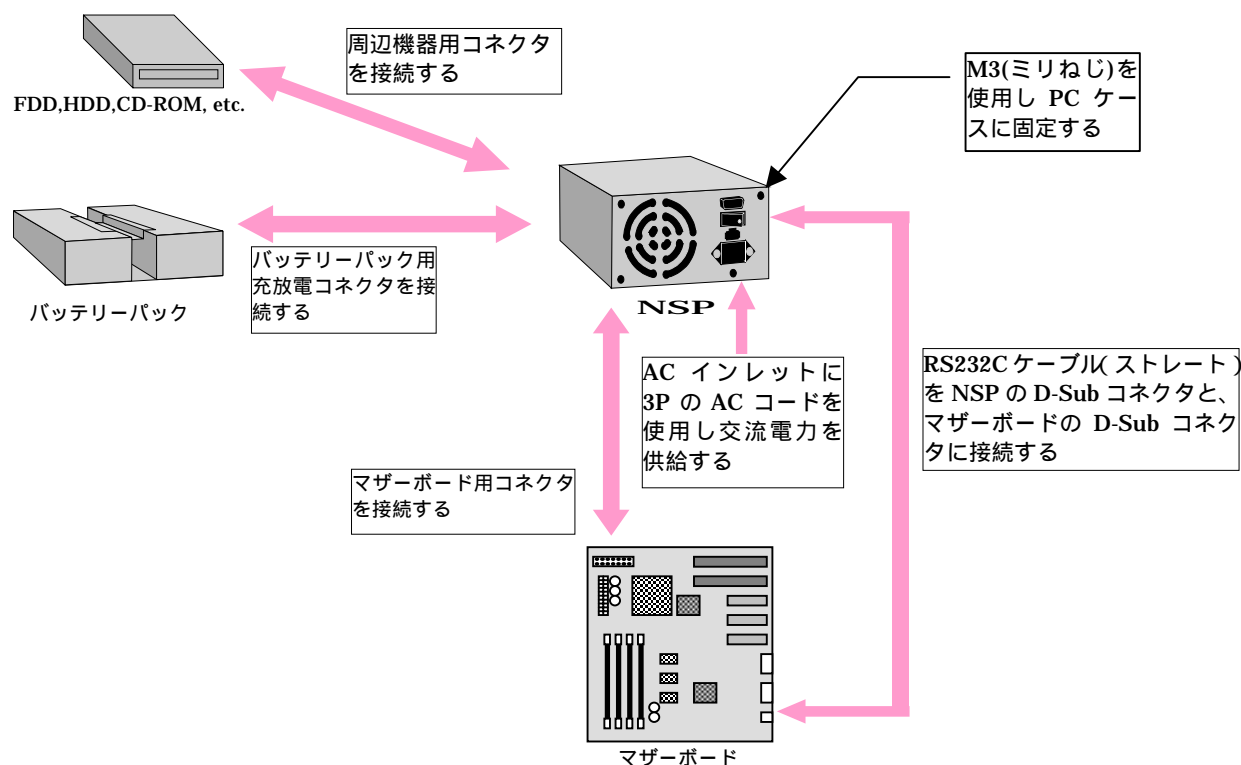 周辺機器用コネクタ
を接続する
M3(ミリねじ)を
使用し PC ケー
スに固定する
FDD,HDD,CD-ROM, etc.
バッテリーパック用
充放電コネクタを接
続する
バッテリーパック
NSP
AC インレットに
3P の AC コードを
使用し交流電力を
供給する
RS232C ケーブル(ストレート)
を NSP の D-Sub コネクタと、
マザーボードの D-Sub コネク
タに接続する
マザーボード用コネクタ
を接続する
マザーボード